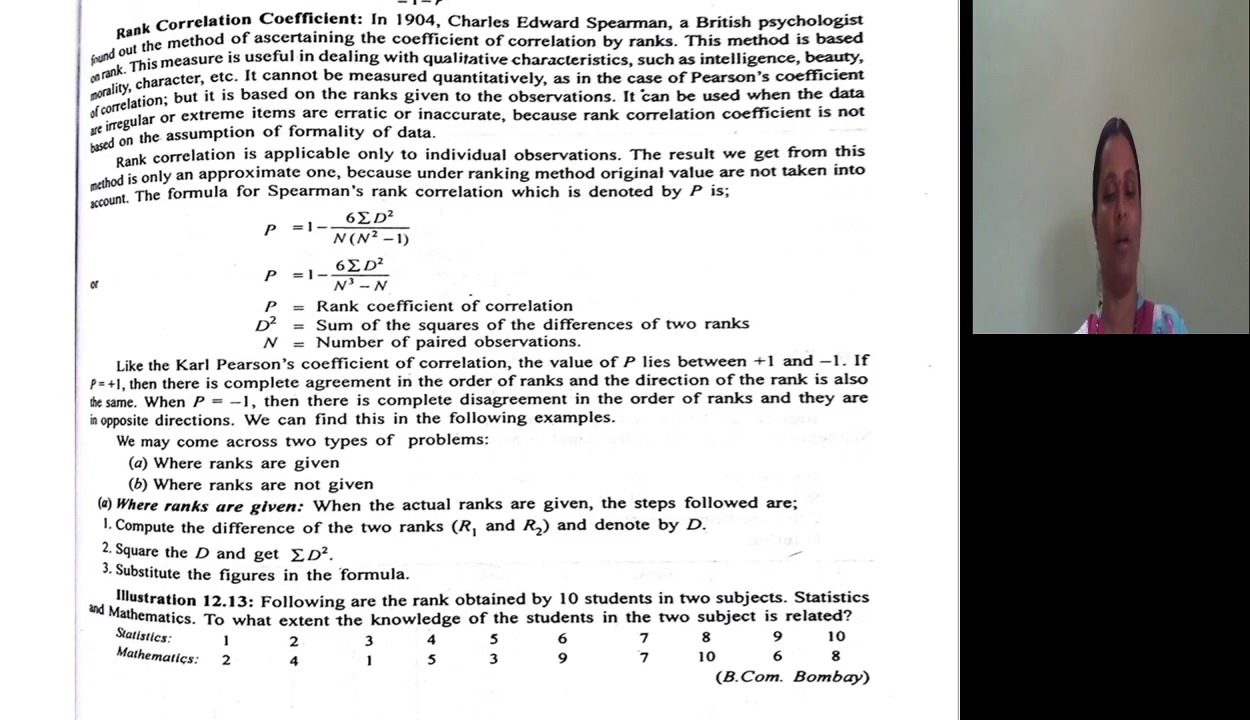 Rank Correlation Coefficient: In 1904, Charles Edward Spearman, a British psychologist
found out the method of ascertaining the coefficient of correlation by ranks. This method is based
on rank. This measure is useful in dealing with qualitative characteristics, such as intelligence, beauty,
morality, character, etc. It cannot be measured quantitatively, as in the case of Pearson's coefficient
of correlation; but it is based on the ranks given to the observations. It can be used when the data
are irregular or extreme items are erratic or inaccurate, because rank correlation coefficient is not
based on the assumption of formality of data.
Rank correlation is applicable only to individual observations. The result we get from this
method is only an approximate one, because under ranking method original value are not taken into
account. The formula for Spearman's rank correlation which is denoted by P is;
P = 1 − 6ΣD² / N(N² − 1)
or
P = 1 − 6ΣD² / N³ − N
P = Rank coefficient of correlation
D² = Sum of the squares of the differences of two ranks
N = Number of paired observations.
Like the Karl Pearson's coefficient of correlation, the value of P lies between +1 and −1. If
P = +1, then there is complete agreement in the order of ranks and the direction of the rank is also
the same. When P = −1, then there is complete disagreement in the order of ranks and they are
in opposite directions. We can find this in the following examples.
We may come across two types of problems:
(a) Where ranks are given
(b) Where ranks are not given
(a) Where ranks are given: When the actual ranks are given, the steps followed are;
1. Compute the difference of the two ranks (R₁ and R₂) and denote by D.
2. Square the D and get ΣD².
3. Substitute the figures in the formula.
Illustration 12.13: Following are the rank obtained by 10 students in two subjects. Statistics
and Mathematics. To what extent the knowledge of the students in the two subject is related?
Statistics: 1 2 3 4 5 6 7 8 9 10
Mathematics: 2 4 1 5 3 9 7 10 6 8
(B.Com. Bombay)